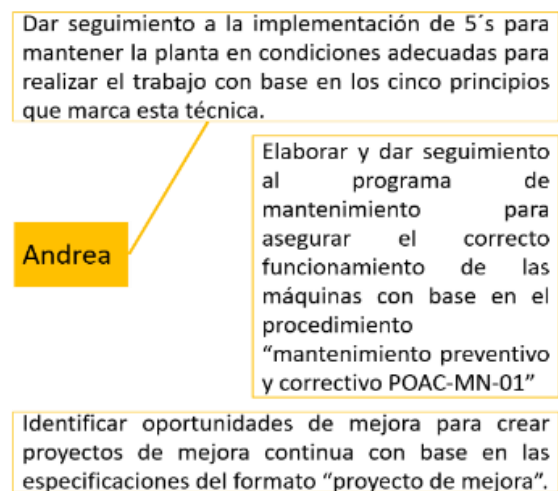 Dar seguimiento a la implementación de 5´s para
mantener la planta en condiciones adecuadas para
realizar el trabajo con base en los cinco principios
que marca esta técnica.
Andrea
Elaborar y dar seguimiento
al programa de
mantenimiento para
asegurar el correcto
funcionamiento de las
máquinas con base en el
procedimiento
“mantenimiento preventivo
y correctivo POAC-MN-01”
Identificar oportunidades de mejora para crear
proyectos de mejora continua con base en las
especificaciones del formato “proyecto de mejora”.